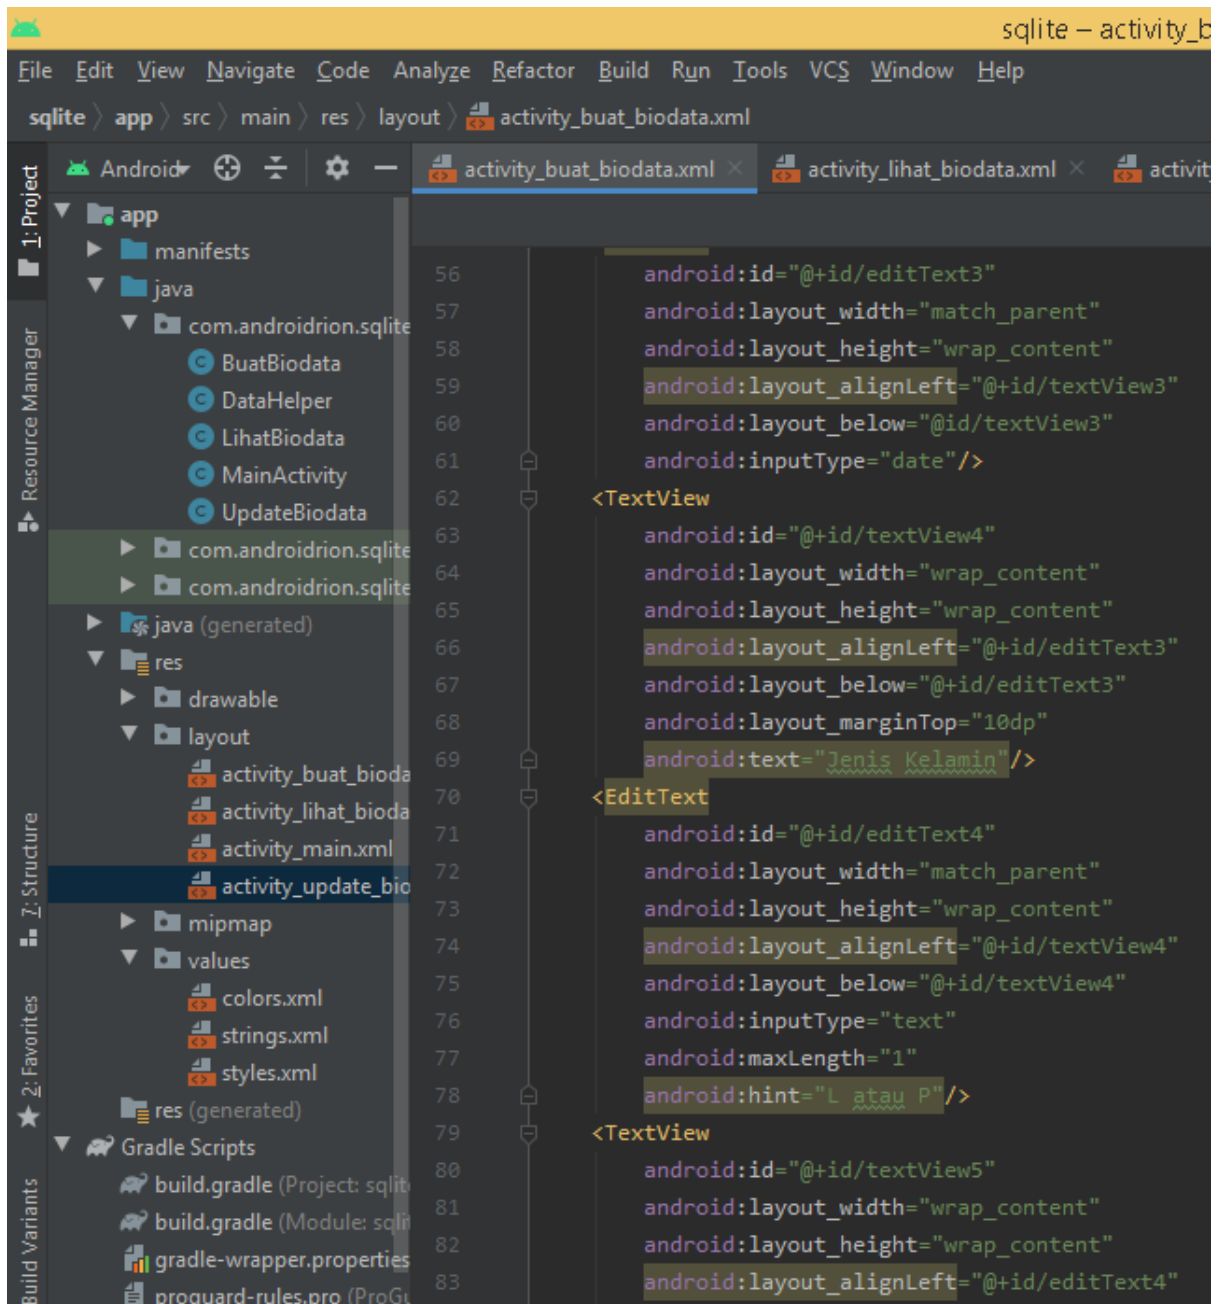 sqlite – activity_b
File Edit View Navigate Code Analyze Refactor Build Run Tools VCS Window Help
sqlite app src main res layout activity_buat_biodata.xml
1: Project
Resource Manager
7: Structure
2: Favorites
Build Variants
Android
app
manifests
java
com.androidrion.sqlite
BuatBiodata
DataHelper
LihatBiodata
MainActivity
UpdateBiodata
com.androidrion.sqlite
com.androidrion.sqlite
java (generated)
res
drawable
layout
activity_buat_bioda
activity_lihat_bioda
activity_main.xml
activity_update_bio
mipmap
values
colors.xml
strings.xml
styles.xml
res (generated)
Gradle Scripts
build.gradle (Project: sqlit
build.gradle (Module: sqli
gradle-wrapper.properties
proguard-rules.pro (ProGu
activity_buat_biodata.xml activity_lihat_biodata.xml activit
56 android:id="@+id/editText3"
57 android:layout_width="match_parent"
58 android:layout_height="wrap_content"
59 android:layout_alignLeft="@+id/textView3"
60 android:layout_below="@id/textView3"
61 android:inputType="date"/>
62 <TextView
63 android:id="@+id/textView4"
64 android:layout_width="wrap_content"
65 android:layout_height="wrap_content"
66 android:layout_alignLeft="@+id/editText3"
67 android:layout_below="@+id/editText3"
68 android:layout_marginTop="10dp"
69 android:text="Jenis Kelamin"/>
70 <EditText
71 android:id="@+id/editText4"
72 android:layout_width="match_parent"
73 android:layout_height="wrap_content"
74 android:layout_alignLeft="@+id/textView4"
75 android:layout_below="@+id/textView4"
76 android:inputType="text"
77 android:maxLength="1"
78 android:hint="L atau P"/>
79 <TextView
80 android:id="@+id/textView5"
81 android:layout_width="wrap_content"
82 android:layout_height="wrap_content"
83 android:layout_alignLeft="@+id/editText4"